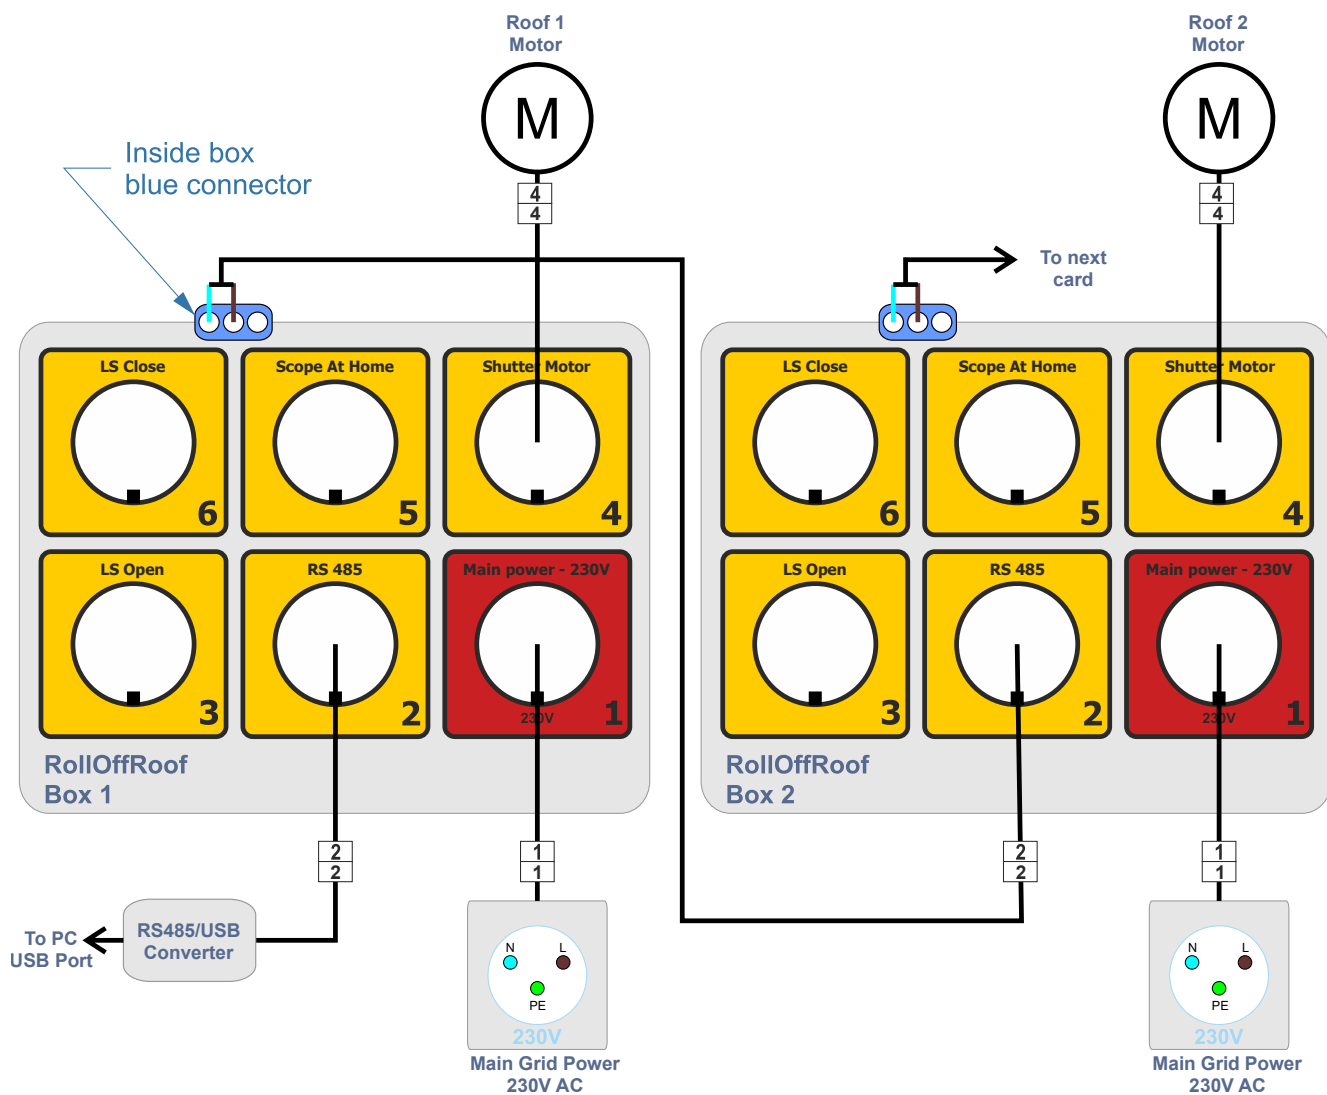 Roof 1
Motor
Roof 2
Motor
M
M
Inside box
blue connector
4
4
4
4
To next
card
LS Close
Scope At Home
Shutter Motor
6
5
4
LS Open
RS 485
Main power - 230V
3
2
230V
1
RollOffRoof
Box 1
LS Close
Scope At Home
Shutter Motor
6
5
4
LS Open
RS 485
Main power - 230V
3
2
230V
1
RollOffRoof
Box 2
2
2
1
1
2
2
1
1
To PC
USB Port
RS485/USB
Converter
N
L
PE
230V
Main Grid Power
230V AC
N
L
PE
230V
Main Grid Power
230V AC